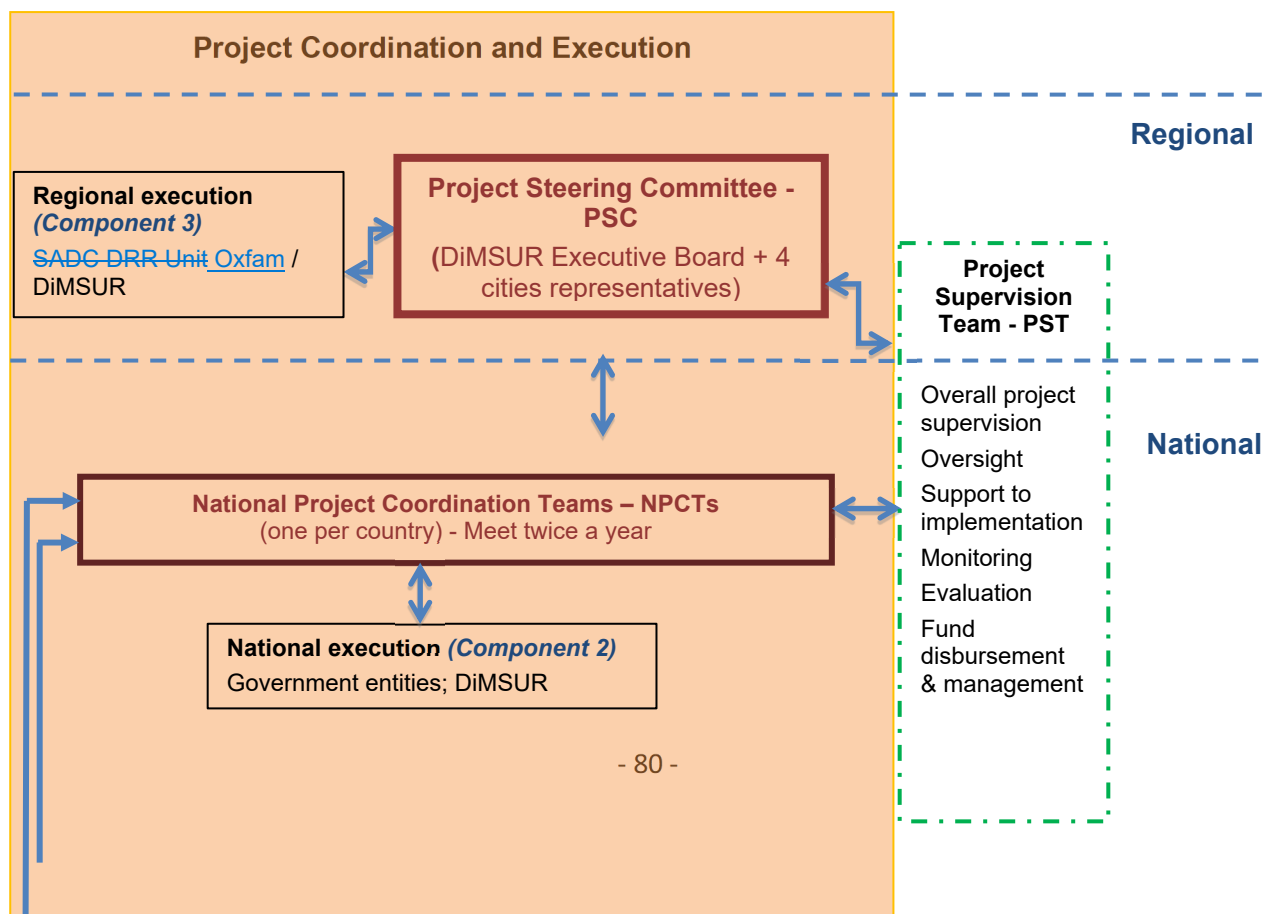 Project Coordination and Execution
Regional
Regional execution
(Component 3)
SADC DRR Unit Oxfam /
DiMSUR
Project Steering Committee -
PSC
(DiMSUR Executive Board + 4
cities representatives)
Project
Supervision
Team - PST
Overall project
supervision
Oversight
Support to
implementation
Monitoring
Evaluation
Fund
disbursement
& management
National
National Project Coordination Teams – NPCTs
(one per country) - Meet twice a year
National execution (Component 2)
Government entities; DiMSUR
- 80 -